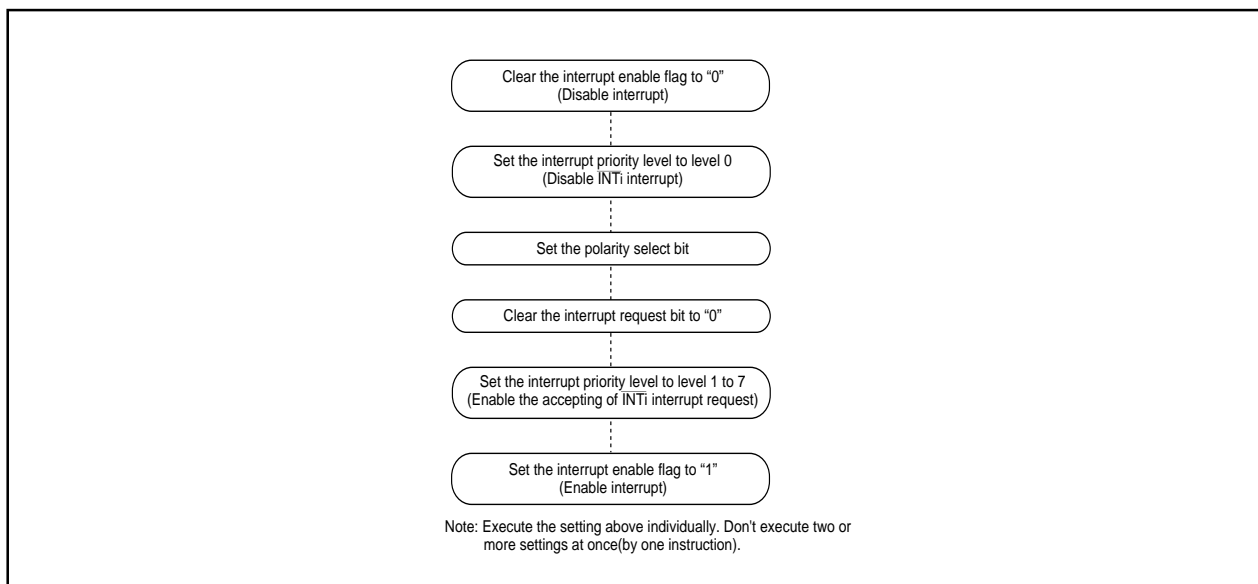 Clear the interrupt enable flag to “0”
(Disable interrupt)
Set the interrupt priority level to level 0
(Disable INTi interrupt)
Set the polarity select bit
Clear the interrupt request bit to “0”
Set the interrupt priority level to level 1 to 7
(Enable the accepting of INTi interrupt request)
Set the interrupt enable flag to “1”
(Enable interrupt)
Note: Execute the setting above individually. Don’t execute two or
more settings at once(by one instruction).